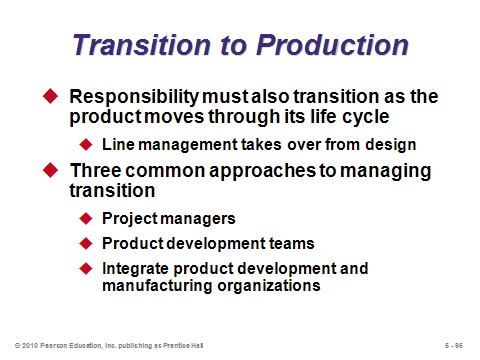 Transition to Production
Responsibility must also transition as the
product moves through its life cycle
Line management takes over from design
Three common approaches to managing
transition
Project managers
Product development teams
Integrate product development and
manufacturing organizations
© 2010 Pearson Education, Inc. publishing as Prentice Hall
5 - 95